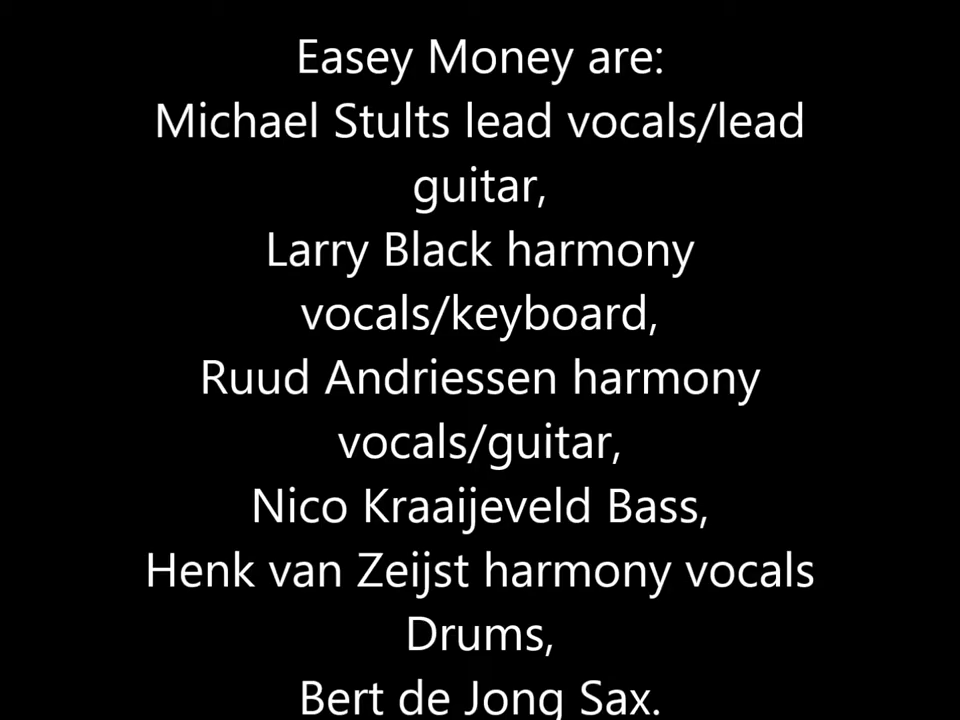 Easey Money are:
Michael Stults lead vocals/lead
guitar,
Larry Black harmony
vocals/keyboard,
Ruud Andriessen harmony
vocals/guitar,
Nico Kraaijeveld Bass,
Henk van Zeijst harmony vocals
Drums,
Bert de Jong Sax.